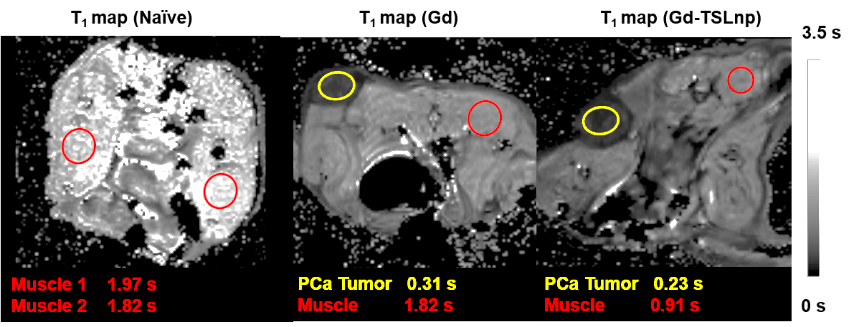 T1 map (Naïve)
T1 map (Gd)
T1 map (Gd-TSLnp)
3.5 s
Muscle 1 1.97 s
Muscle 2 1.82 s
PCa Tumor 0.31 s
Muscle 1.82 s
PCa Tumor 0.23 s
Muscle 0.91 s
0 s